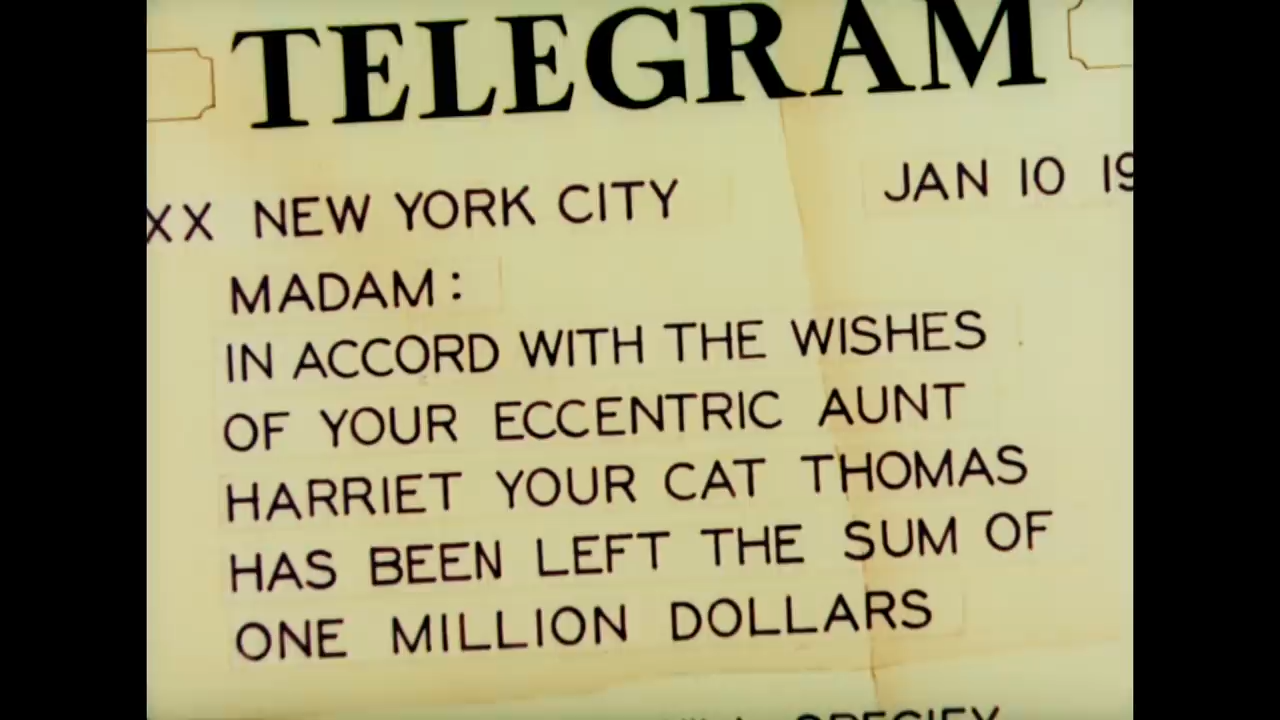 TELEGRAM
XX NEW YORK CITY JAN 10 19
MADAM:
IN ACCORD WITH THE WISHES
OF YOUR ECCENTRIC AUNT
HARRIET YOUR CAT THOMAS
HAS BEEN LEFT THE SUM OF
ONE MILLION DOLLARS
SPECIFY